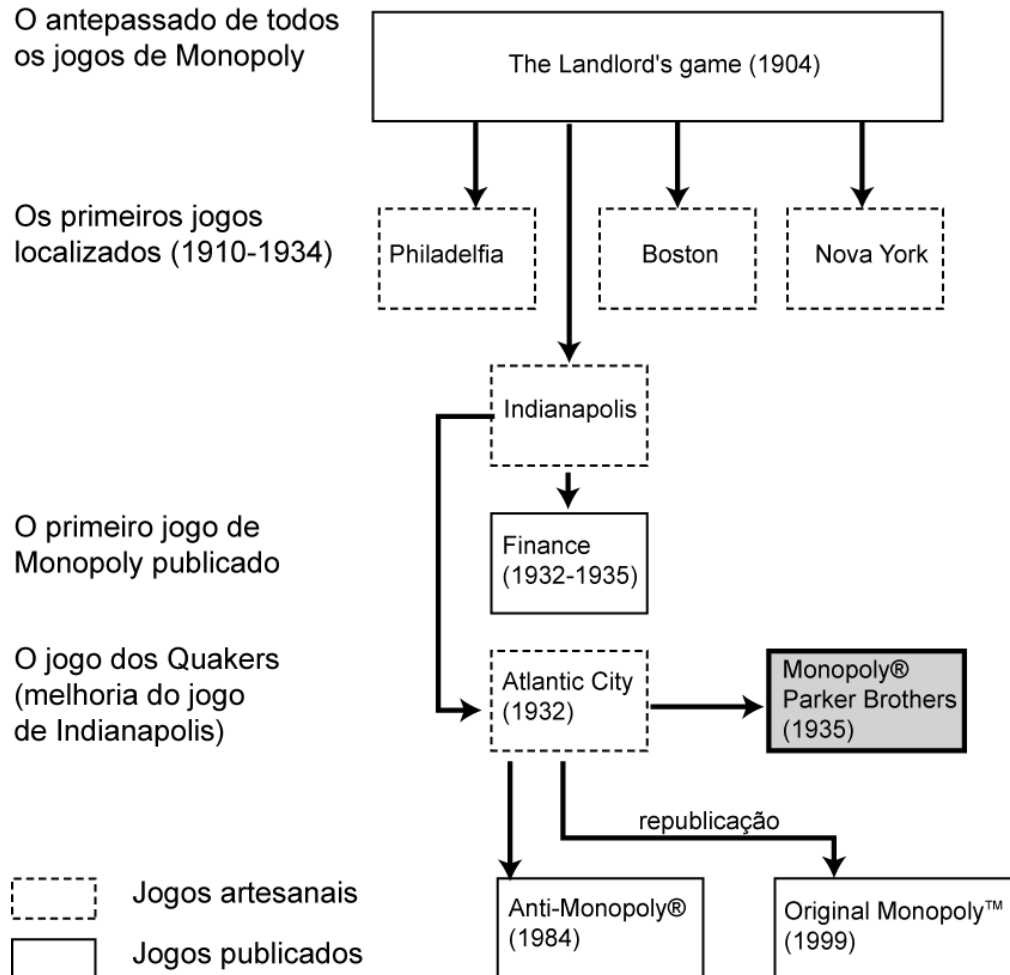 O antepassado de todos
os jogos de Monopoly
The Landlord's game (1904)
Os primeiros jogos
localizados (1910-1934)
Philadelfia
Boston
Nova York
Indianapolis
O primeiro jogo de
Monopoly publicado
Finance
(1932-1935)
O jogo dos Quakers
(melhoria do jogo
de Indianapolis)
Atlantic City
(1932)
Monopoly®
Parker Brothers
(1935)
republicação
Jogos artesanais
Jogos publicados
Anti-Monopoly®
(1984)
Original Monopoly™
(1999)